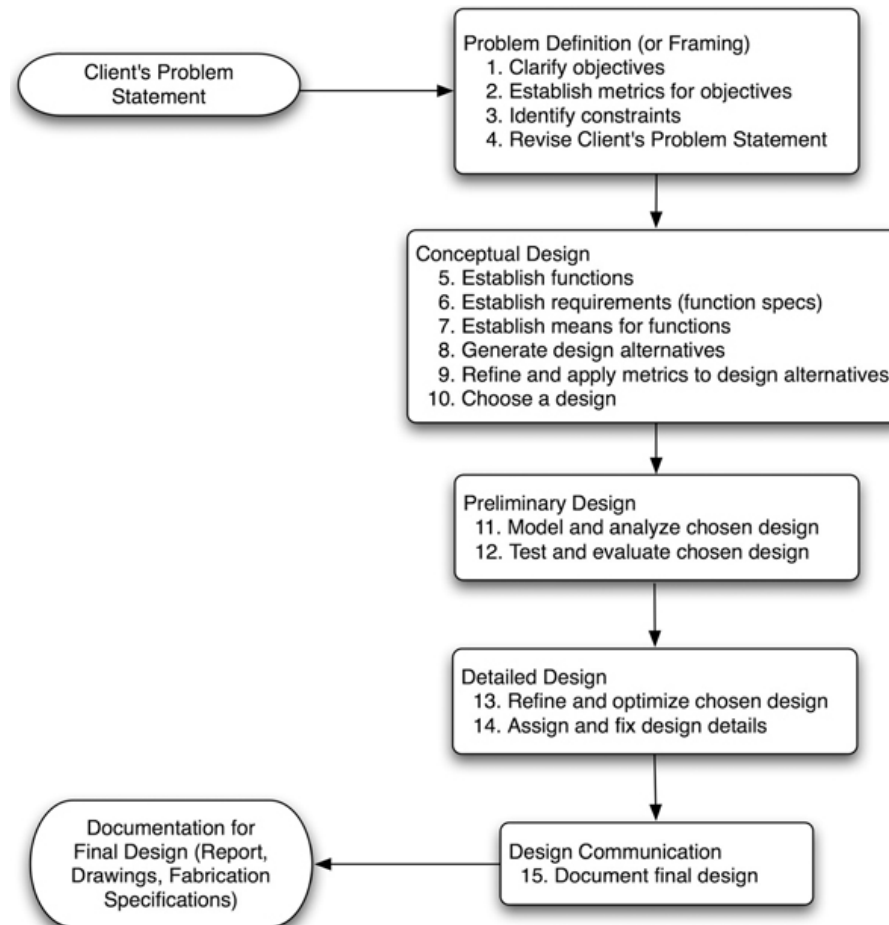 Client's Problem
Statement
Problem Definition (or Framing)
1. Clarify objectives
2. Establish metrics for objectives
3. Identify constraints
4. Revise Client's Problem Statement
Conceptual Design
5. Establish functions
6. Establish requirements (function specs)
7. Establish means for functions
8. Generate design alternatives
9. Refine and apply metrics to design alternatives
10. Choose a design
Preliminary Design
11. Model and analyze chosen design
12. Test and evaluate chosen design
Detailed Design
13. Refine and optimize chosen design
14. Assign and fix design details
Design Communication
15. Document final design
Documentation for
Final Design (Report,
Drawings, Fabrication
Specifications)